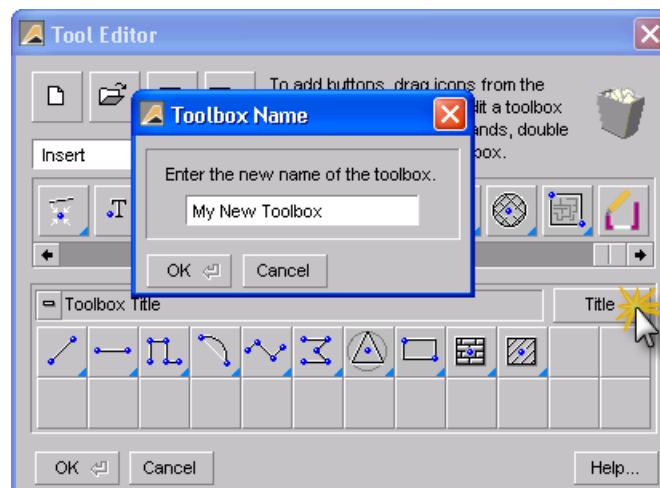 Tool Editor
To add buttons, drag icons from the
dit a toolbox
ands, double
box.
Insert
Toolbox Name
Enter the new name of the toolbox.
My New Toolbox
OK
Cancel
T
Toolbox Title
Title
OK
Cancel
Help...